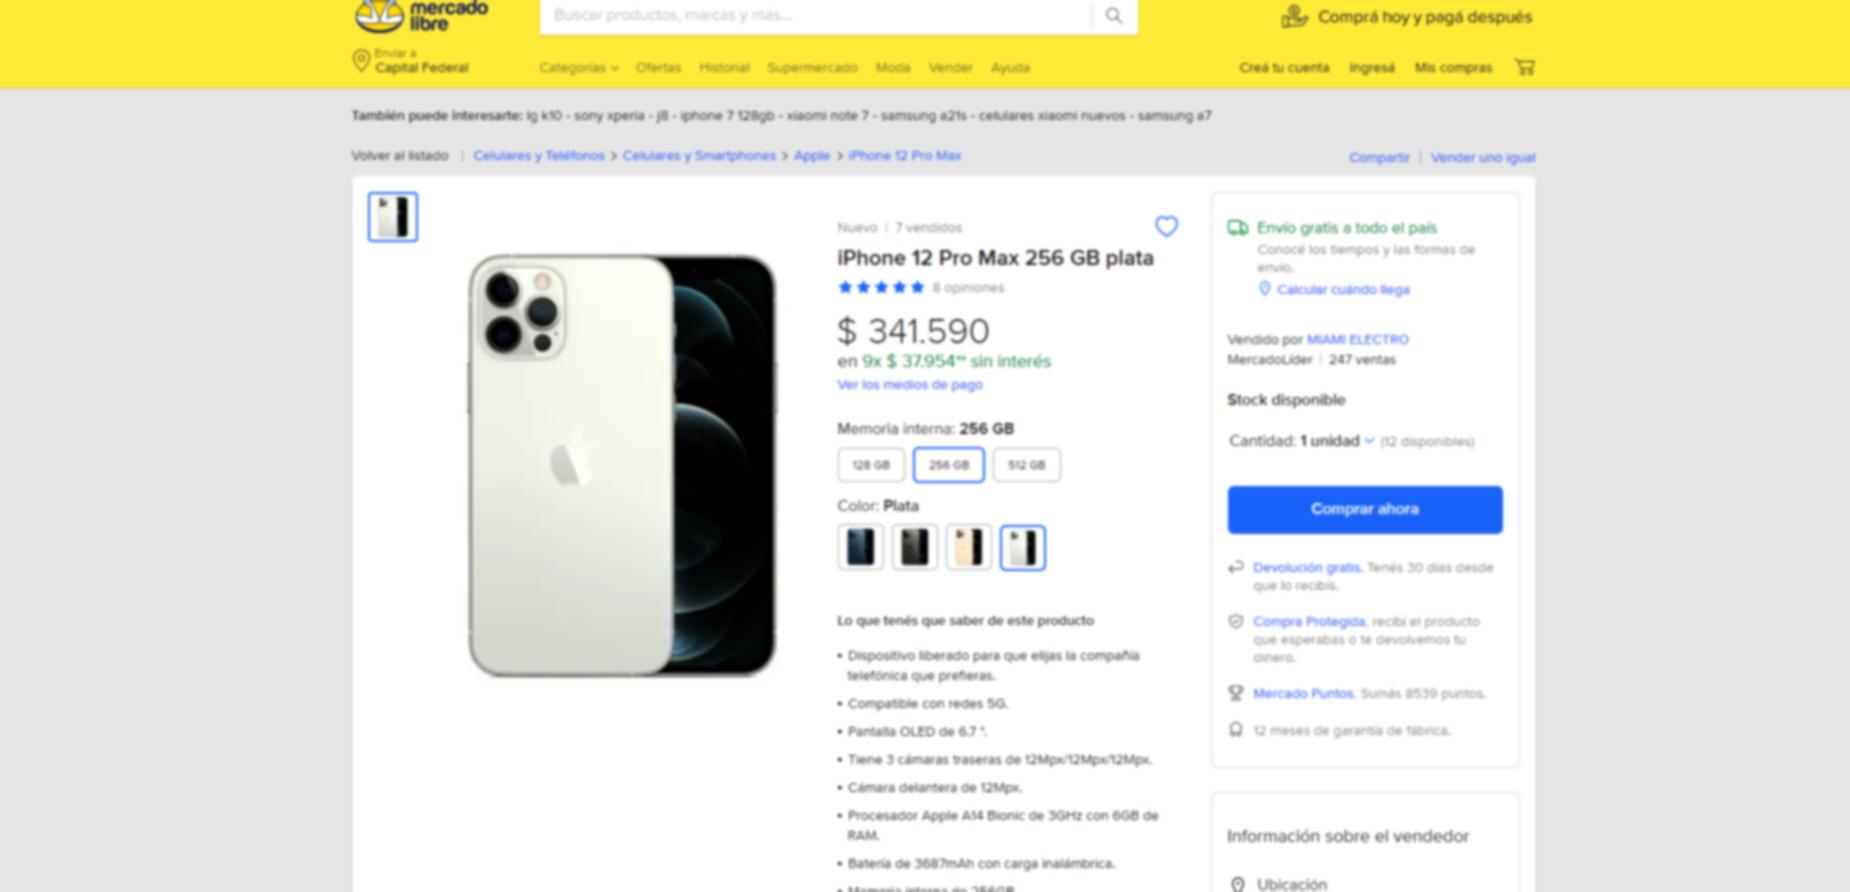 mercado
libre
Buscar productos, marcas y más...
Comprá hoy y pagá después
Enviar a
Capital Federal
Categorías Ofertas Historial Supermercado Moda Vender Ayuda
Creá tu cuenta Ingresá Mis compras
También puede interesarte: lg k10 - sony xperia - j8 - iphone 7 128gb - xiaomi note 7 - samsung a21s - celulares xiaomi nuevos - samsung a7
Volver al listado | Celulares y Teléfonos > Celulares y Smartphones > Apple > iPhone 12 Pro Max
Compartir | Vender uno igual
Nuevo | 7 vendidos
iPhone 12 Pro Max 256 GB plata
8 opiniones
$ 341.590
en 9x $ 37.954⁴⁴ sin interés
Ver los medios de pago
Memoria interna: 256 GB
128 GB 256 GB 512 GB
Color: Plata
Lo que tenés que saber de este producto
• Dispositivo liberado para que elijas la compañía
telefónica que prefieras.
• Compatible con redes 5G.
• Pantalla OLED de 6.7 ".
• Tiene 3 cámaras traseras de 12Mpx/12Mpx/12Mpx.
• Cámara delantera de 12Mpx.
• Procesador Apple A14 Bionic de 3GHz con 6GB de
RAM.
• Batería de 3687mAh con carga inalámbrica.
• Memoria interna de 256GB.
Envío gratis a todo el país
Conocé los tiempos y las formas de
envío.
Calcular cuándo llega
Vendido por MIAMI ELECTRO
MercadoLíder | 247 ventas
Stock disponible
Cantidad: 1 unidad (12 disponibles)
Comprar ahora
Devolución gratis. Tenés 30 días desde
que lo recibís.
Compra Protegida, recibí el producto
que esperabas o te devolvemos tu
dinero.
Mercado Puntos. Sumás 8539 puntos.
12 meses de garantía de fábrica.
Información sobre el vendedor
Ubicación